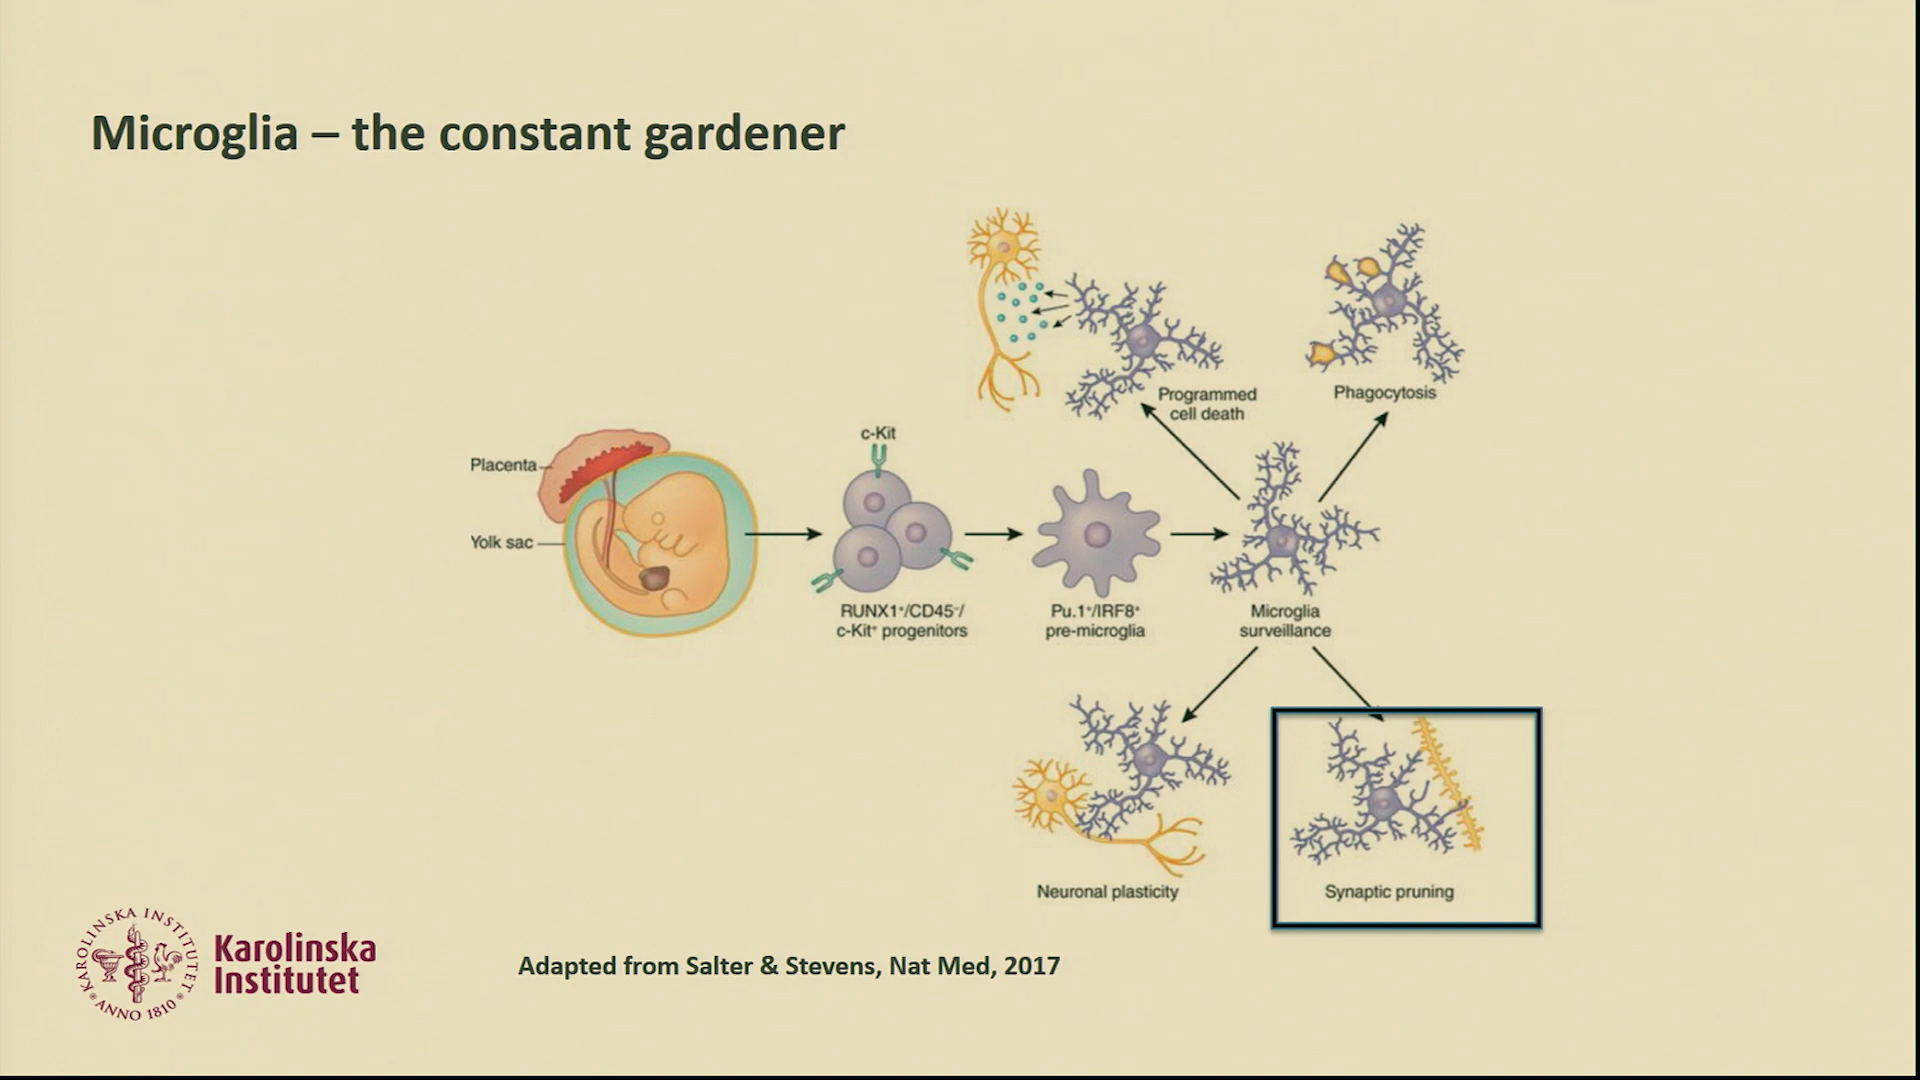 Microglia – the constant gardener
Programmed
cell death
Phagocytosis
c-Kit
Placenta
Yolk sac
RUNX1⁺/CD45⁻/
c-Kit⁺ progenitors
Pu.1⁺/IRF8⁺
pre-microglia
Microglia
surveillance
Neuronal plasticity
Synaptic pruning
KAROLINSKA INSTITUTET
ANNO 1810
Karolinska
Institutet
Adapted from Salter & Stevens, Nat Med, 2017